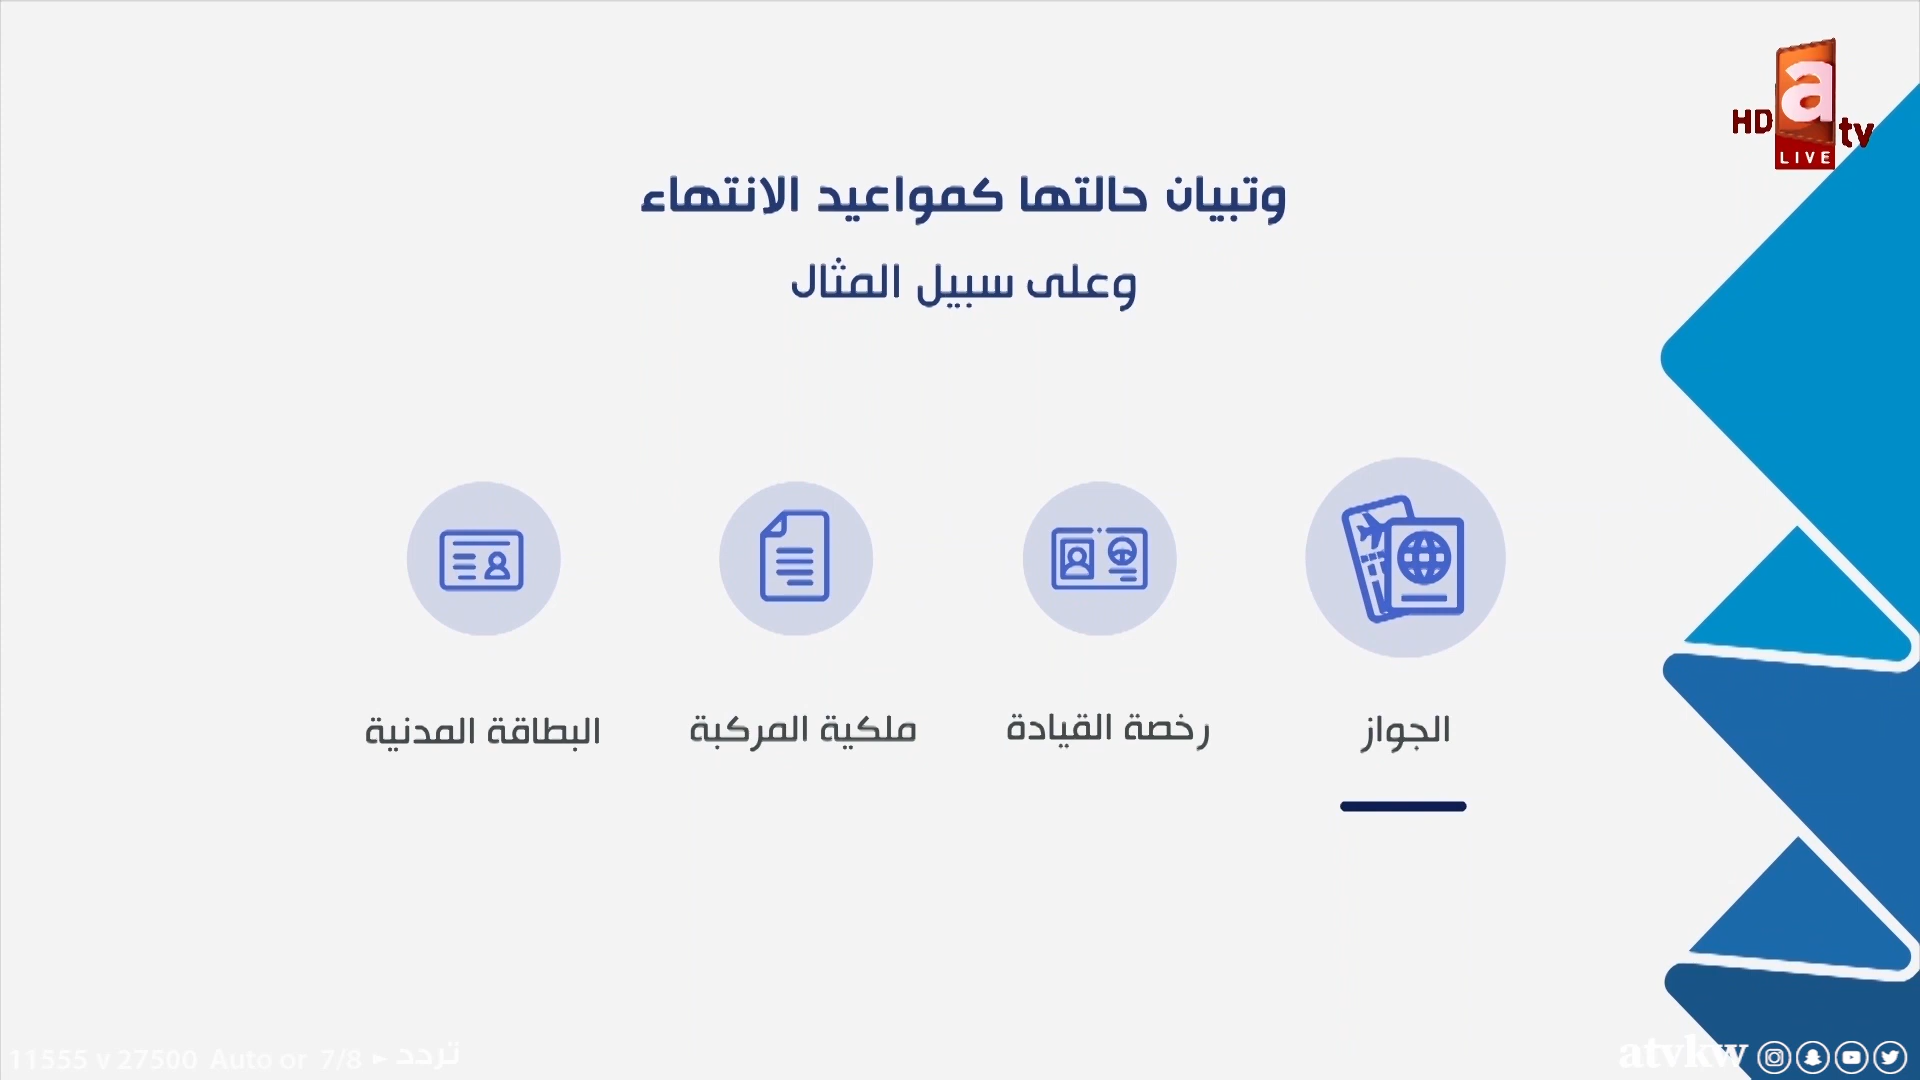 HD a tv
LIVE
وتبيان حالتها كمواعيد الانتهاء
وعلى سبيل المثال
الجواز
رخصة القيادة
ملكية المركبة
البطاقة المدنية
11555 v 27500 Auto or 7/8 ► تردد
atvkw